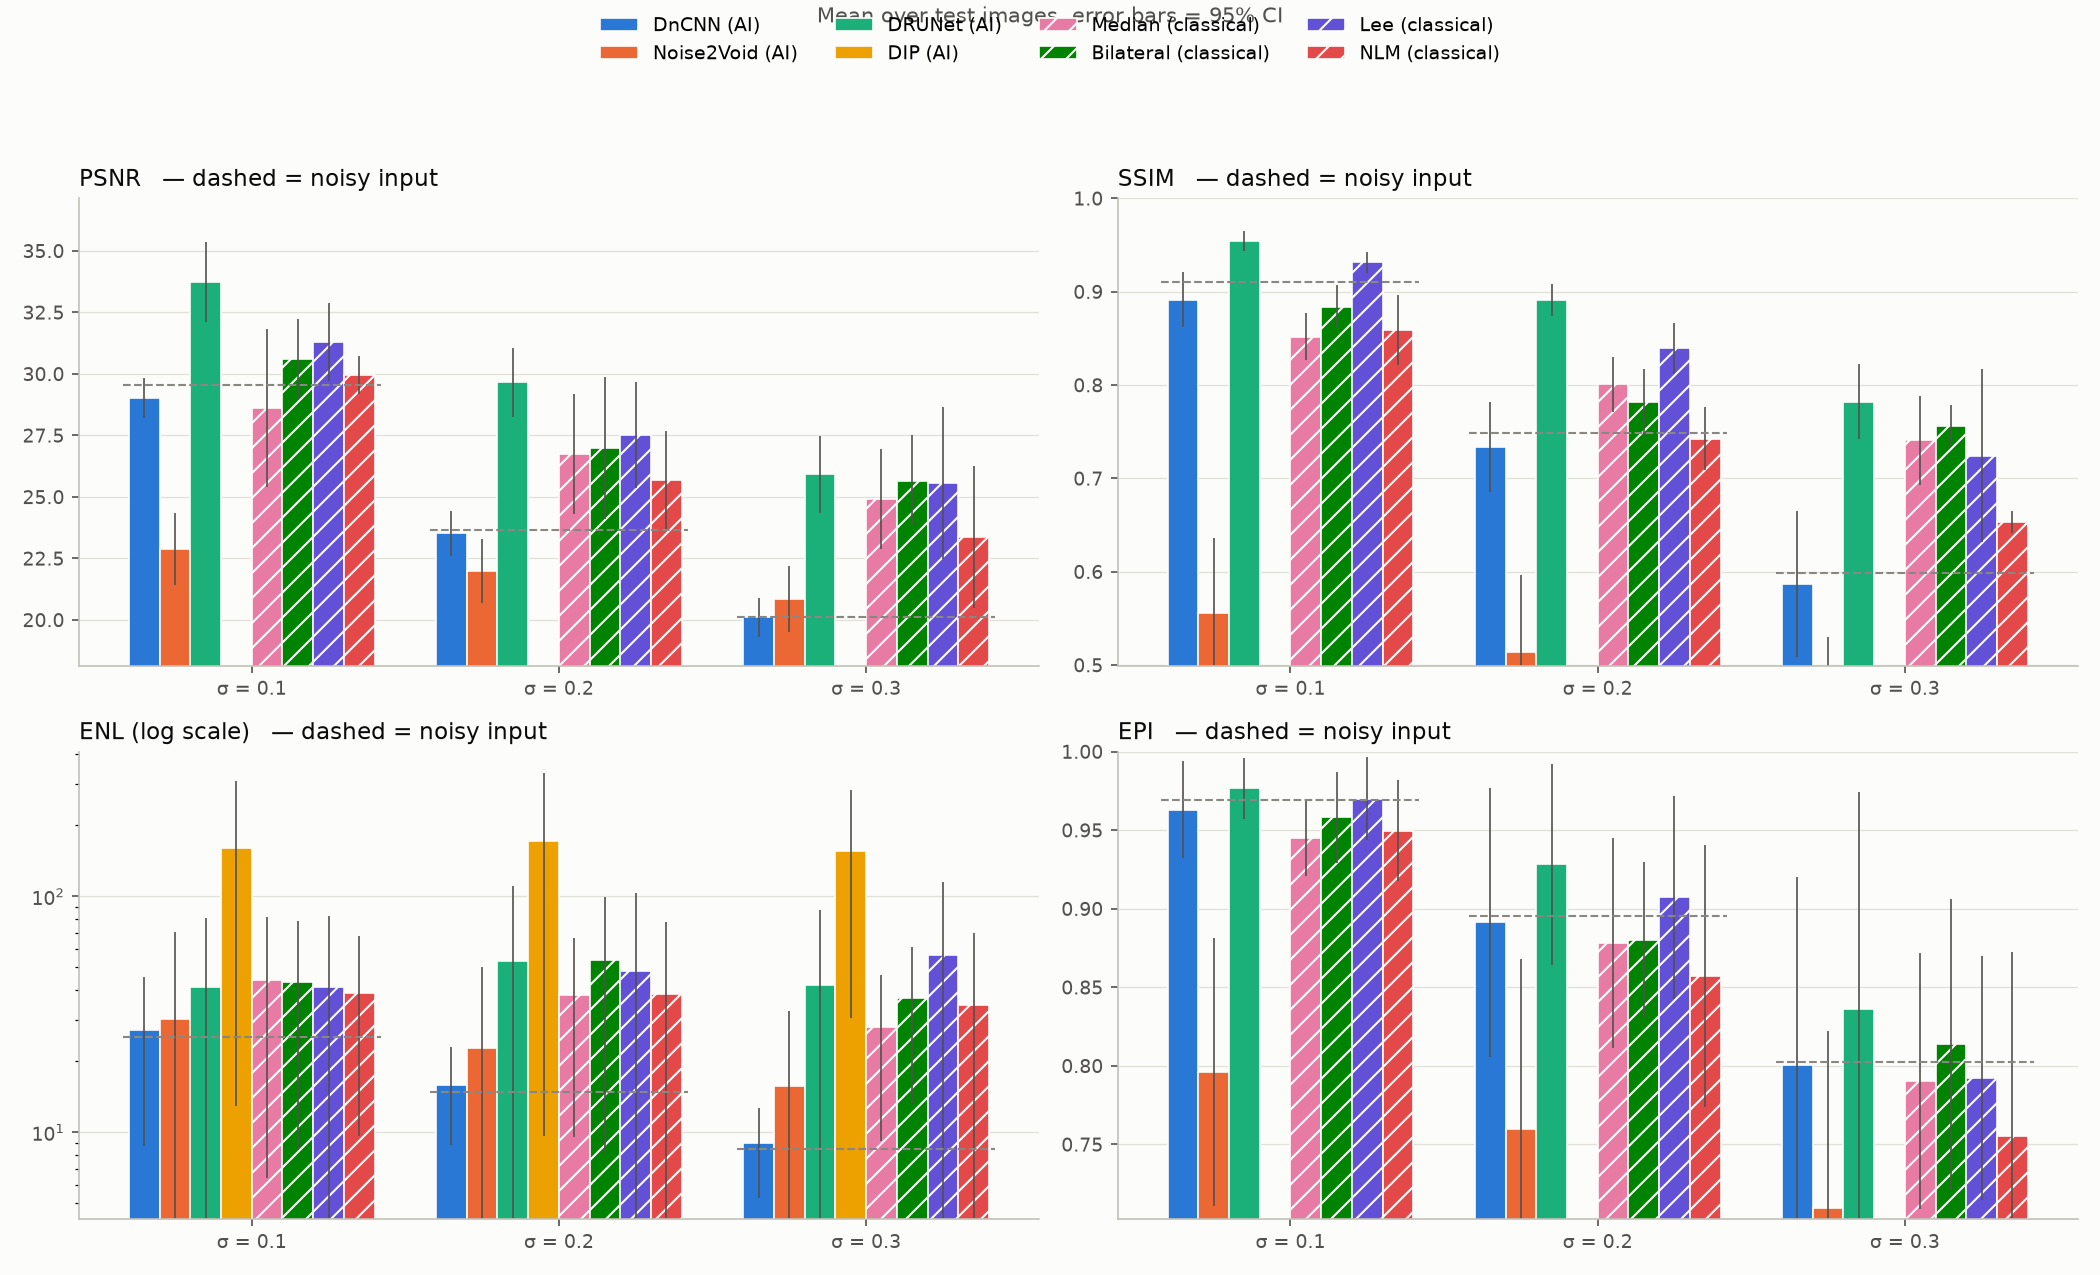 Mean over test images, error bars = 95% CI
DnCNN (AI) DRUNet (AI) Median (classical) Lee (classical)
Noise2Void (AI) DIP (AI) Bilateral (classical) NLM (classical)
PSNR — dashed = noisy input
35.0
32.5
30.0
27.5
25.0
22.5
20.0
σ = 0.1 σ = 0.2 σ = 0.3
SSIM — dashed = noisy input
1.0
0.9
0.8
0.7
0.6
0.5
σ = 0.1 σ = 0.2 σ = 0.3
ENL (log scale) — dashed = noisy input
10²
10¹
σ = 0.1 σ = 0.2 σ = 0.3
EPI — dashed = noisy input
1.00
0.95
0.90
0.85
0.80
0.75
σ = 0.1 σ = 0.2 σ = 0.3